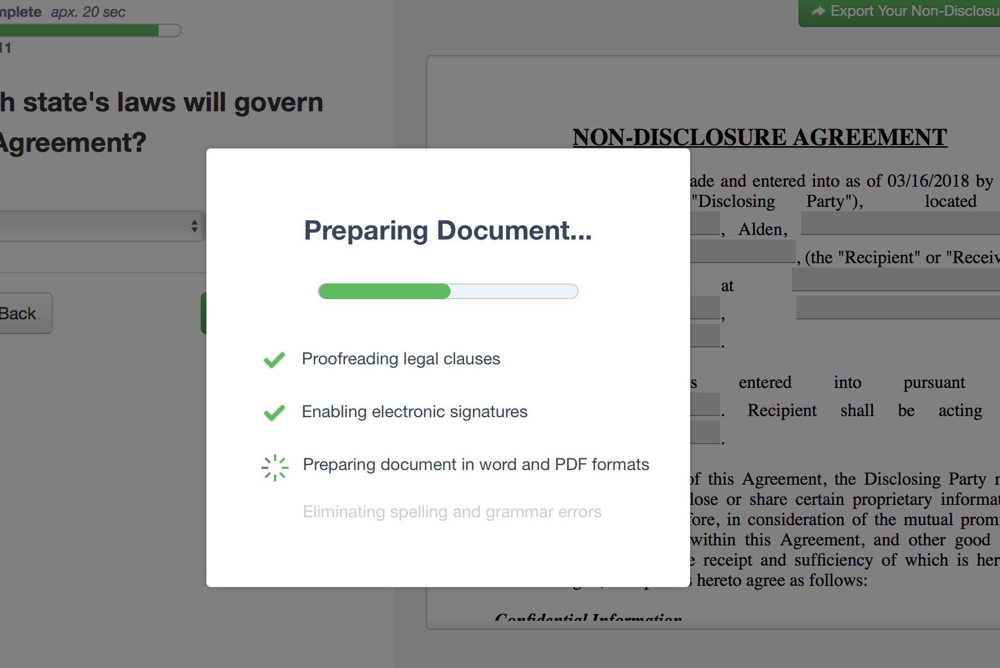 mplete apx. 20 sec
11
h state's laws will govern
Agreement?
Back
Export Your Non-Disclosu
NON-DISCLOSURE AGREEMENT
ade and entered into as of 03/16/2018 by
"Disclosing Party"), located
, Alden,
, (the "Recipient" or "Receiv
at
,
.
s entered into pursuant
. Recipient shall be acting
.
of this Agreement, the Disclosing Party
lose or share certain proprietary informat
fore, in consideration of the mutual promi
within this Agreement, and other good
e receipt and sufficiency of which is her
s hereto agree as follows:
Confidential Information
Preparing Document...
Proofreading legal clauses
Enabling electronic signatures
Preparing document in word and PDF formats
Eliminating spelling and grammar errors